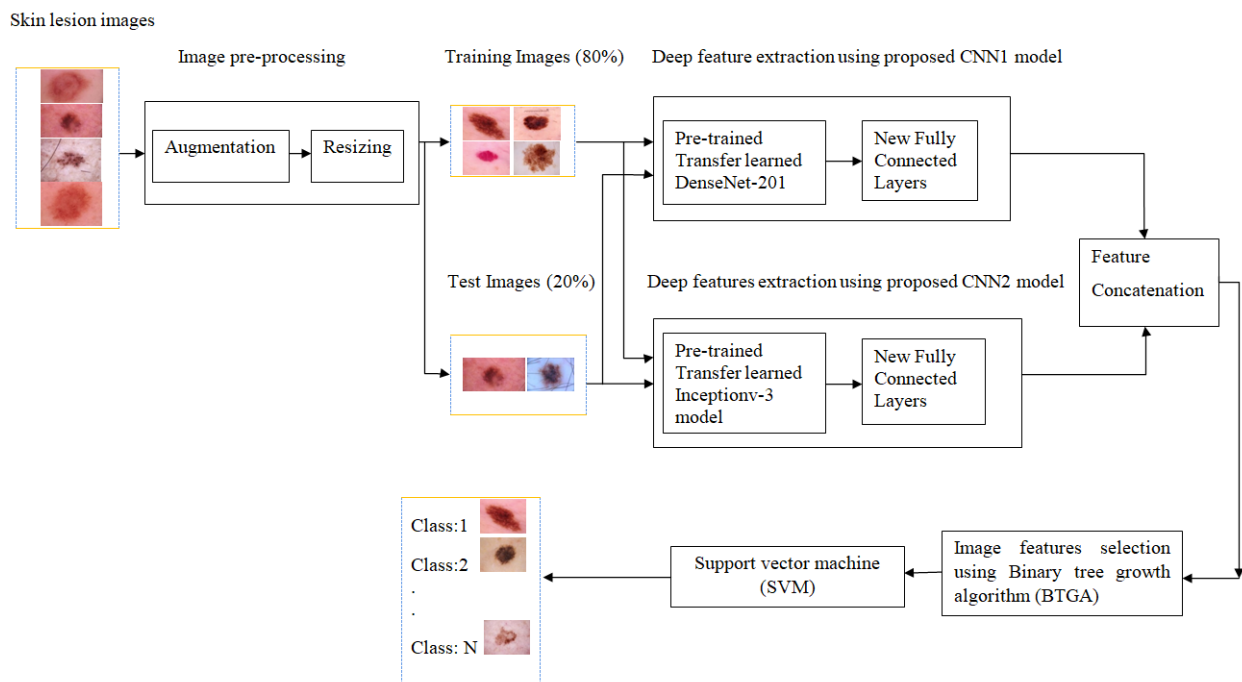 Skin lesion images
Image pre-processing
Training Images (80%)
Deep feature extraction using proposed CNN1 model
Augmentation
Resizing
Pre-trained
Transfer learned
DenseNet-201
New Fully
Connected
Layers
Feature
Concatenation
Test Images (20%)
Deep features extraction using proposed CNN2 model
Pre-trained
Transfer learned
Inceptionv-3
model
New Fully
Connected
Layers
Class:1
Class:2
.
.
Class: N
Support vector machine
(SVM)
Image features selection
using Binary tree growth
algorithm (BTGA)